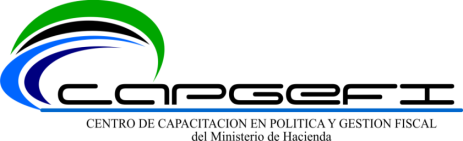 CAPGEFI
CENTRO DE CAPACITACION EN POLITICA Y GESTION FISCAL
del Ministerio de Hacienda